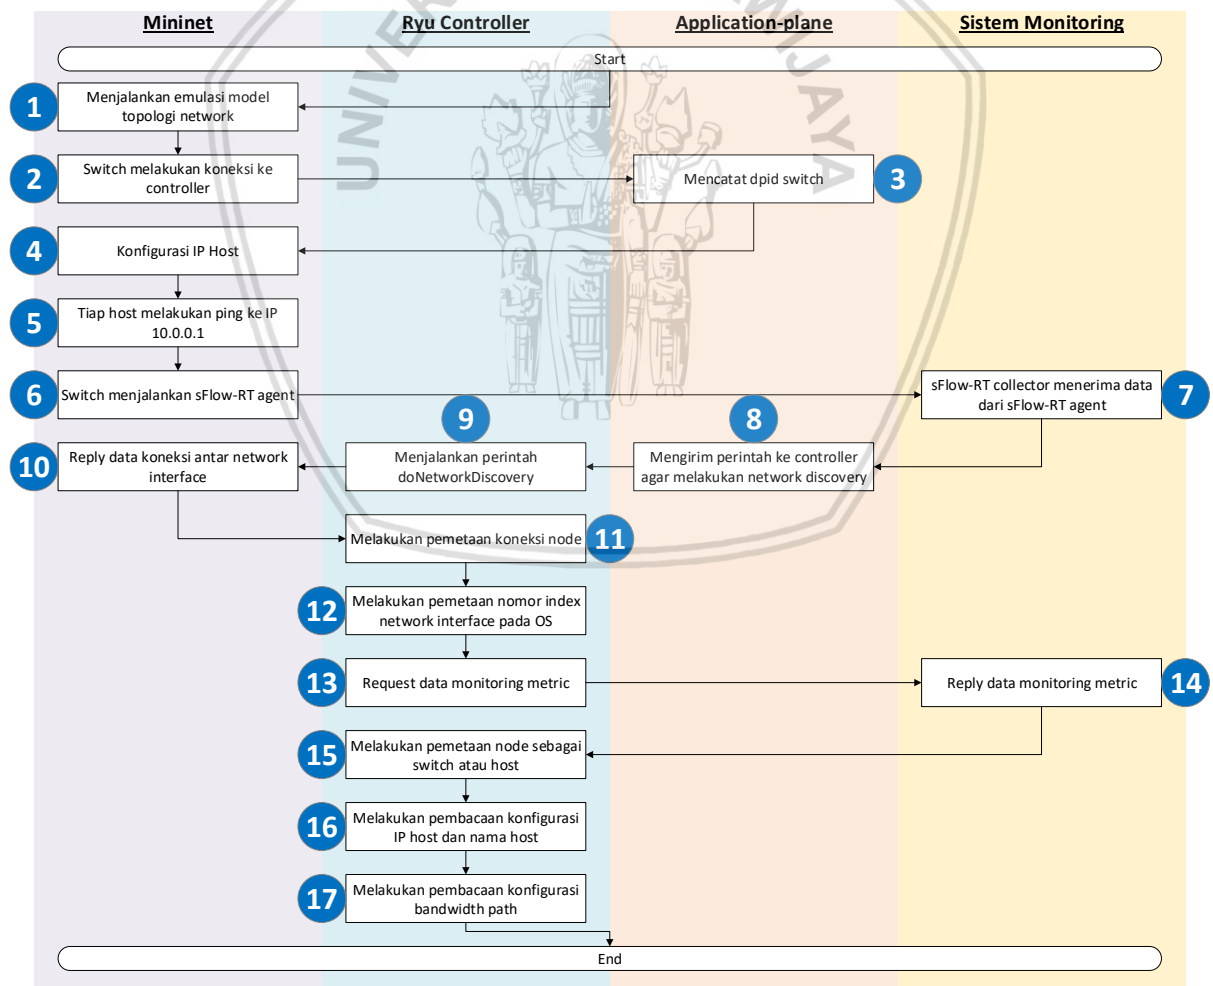 Mininet
Ryu Controller
Application-plane
Sistem Monitoring
Start
1
Menjalankan emulasi model
topologi network
2
Switch melakukan koneksi ke
controller
Mencatat dpid switch
3
4
Konfigurasi IP Host
5
Tiap host melakukan ping ke IP
10.0.0.1
6
Switch menjalankan sFlow-RT agent
sFlow-RT collector menerima data
dari sFlow-RT agent
7
8
Mengirim perintah ke controller
agar melakukan network discovery
9
Menjalankan perintah
doNetworkDiscovery
10
Reply data koneksi antar network
interface
Melakukan pemetaan koneksi node
11
12
Melakukan pemetaan nomor index
network interface pada OS
13
Request data monitoring metric
Reply data monitoring metric
14
15
Melakukan pemetaan node sebagai
switch atau host
16
Melakukan pembacaan konfigurasi
IP host dan nama host
17
Melakukan pembacaan konfigurasi
bandwidth path
End